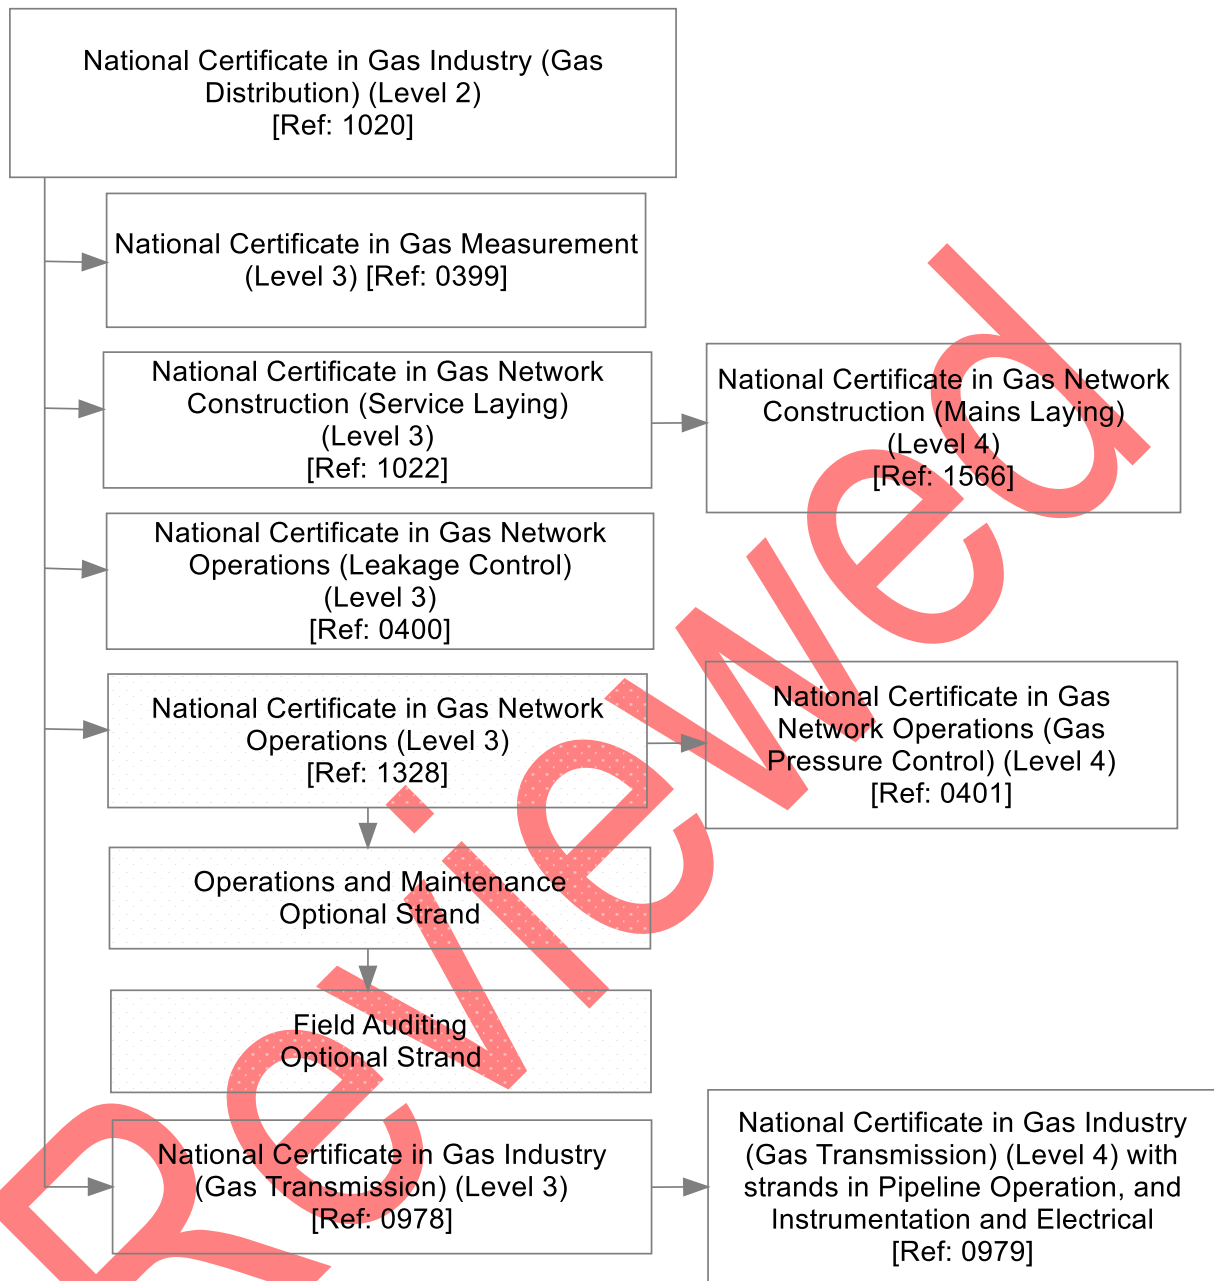 National Certificate in Gas Industry (Gas
Distribution) (Level 2)
[Ref: 1020]
National Certificate in Gas Measurement
(Level 3) [Ref: 0399]
National Certificate in Gas Network
Construction (Service Laying)
(Level 3)
[Ref: 1022]
National Certificate in Gas Network
Construction (Mains Laying)
(Level 4)
[Ref: 1566]
National Certificate in Gas Network
Operations (Leakage Control)
(Level 3)
[Ref: 0400]
National Certificate in Gas Network
Operations (Level 3)
[Ref: 1328]
National Certificate in Gas
Network Operations (Gas
Pressure Control) (Level 4)
[Ref: 0401]
Operations and Maintenance
Optional Strand
Field Auditing
Optional Strand
National Certificate in Gas Industry
(Gas Transmission) (Level 3)
[Ref: 0978]
National Certificate in Gas Industry
(Gas Transmission) (Level 4) with
strands in Pipeline Operation, and
Instrumentation and Electrical
[Ref: 0979]
Reviewed